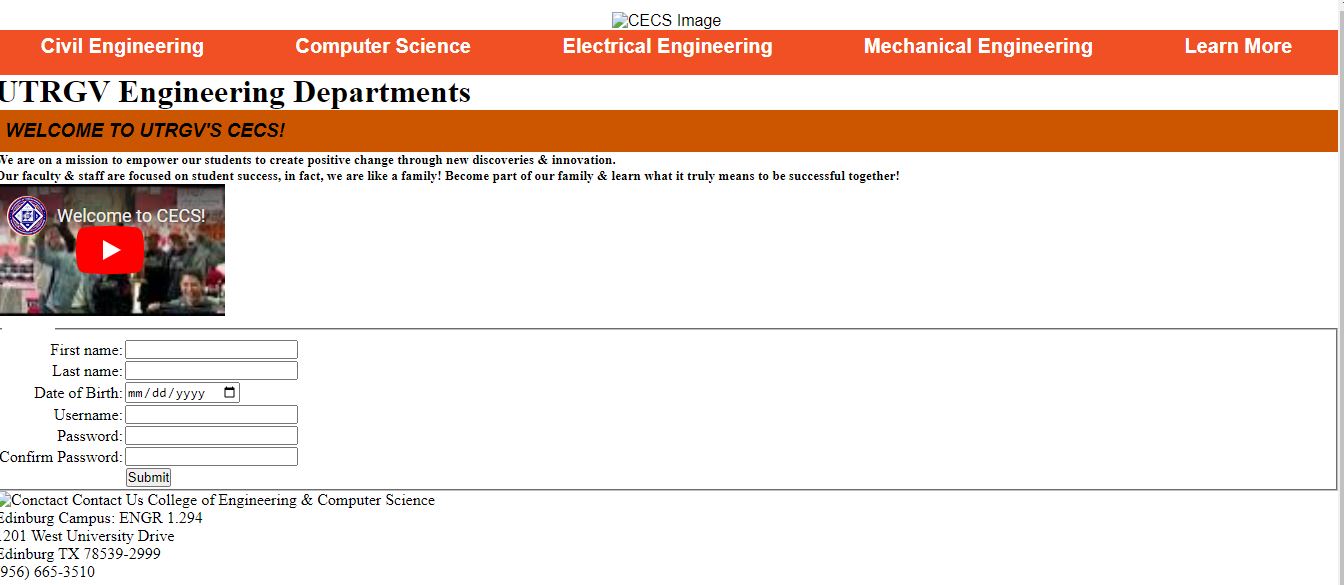 CECS Image
Civil Engineering Computer Science Electrical Engineering Mechanical Engineering Learn More
UTRGV Engineering Departments
WELCOME TO UTRGV'S CECS!
We are on a mission to empower our students to create positive change through new discoveries & innovation.
Our faculty & staff are focused on student success, in fact, we are like a family! Become part of our family & learn what it truly means to be successful together!
Welcome to CECS!
First name:
Last name:
Date of Birth: mm/dd/yyyy
Username:
Password:
Confirm Password:
Submit
Conctact Contact Us College of Engineering & Computer Science
Edinburg Campus: ENGR 1.294
1201 West University Drive
Edinburg TX 78539-2999
956) 665-3510